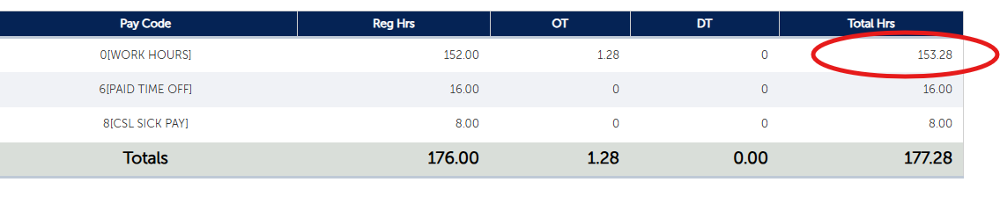 Pay Code Reg Hrs OT DT Total Hrs
0[WORK HOURS] 152.00 1.28 0 153.28
6[PAID TIME OFF] 16.00 0 0 16.00
8[CSL SICK PAY] 8.00 0 0 8.00
Totals 176.00 1.28 0.00 177.28